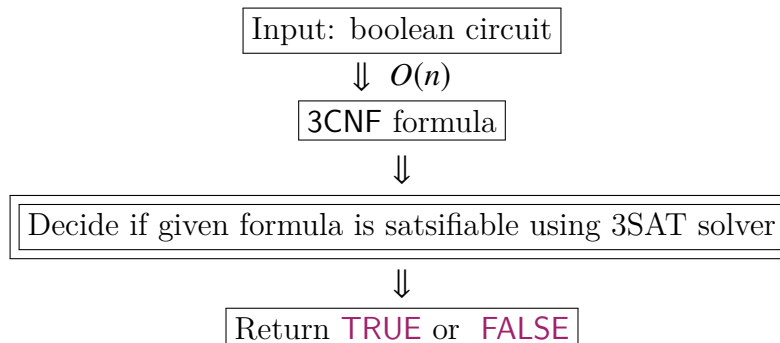 Input: boolean circuit
⇓ O(n)
3CNF formula
⇓
Decide if given formula is satsifiable using 3SAT solver
⇓
Return TRUE or FALSE